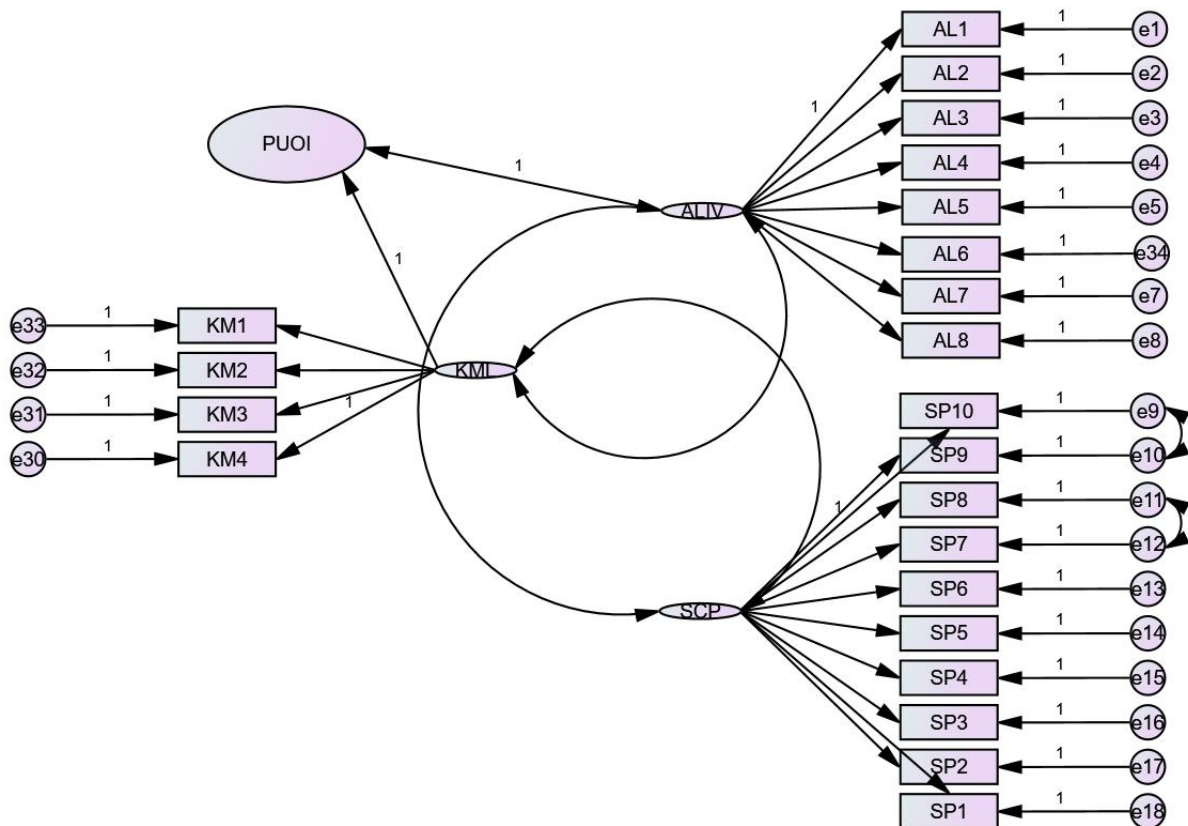 AL1 1 e1
AL2 1 e2
AL3 1 e3
AL4 1 e4
AL5 1 e5
AL6 1 e34
AL7 1 e7
AL8 1 e8
1
PUOI
1
ALIV
1
e33 1 KM1
e32 1 KM2
e31 1 KM3
e30 1 KM4
1
KMI
SP10 1 e9
SP9 1 e10
SP8 1 e11
SP7 1 e12
SP6 1 e13
SP5 1 e14
SP4 1 e15
SP3 1 e16
SP2 1 e17
SP1 1 e18
1
SCP